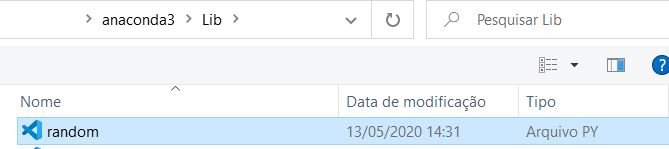 anaconda3 > Lib >
Pesquisar Lib
Nome
Data de modificação
Tipo
random
13/05/2020 14:31
Arquivo PY